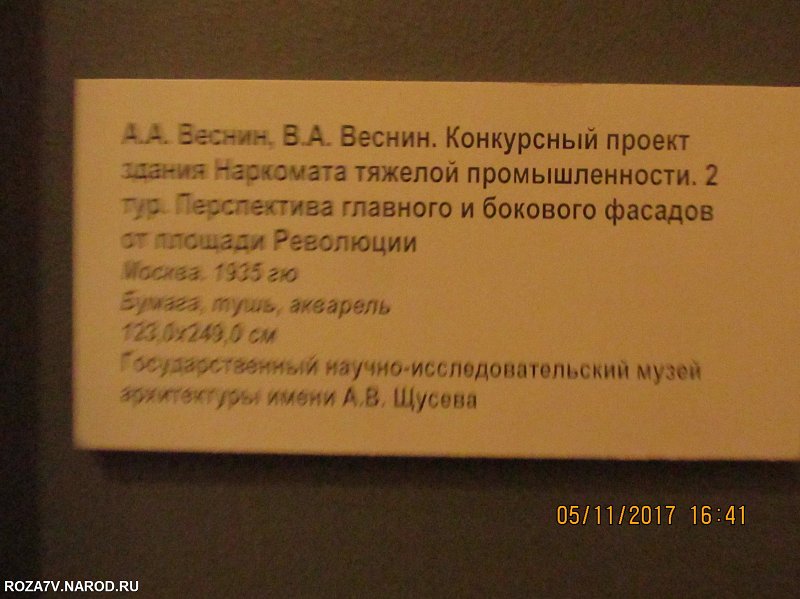 А.А. Веснин, В.А. Веснин. Конкурсный проект
здания Наркомата тяжелой промышленности. 2
тур. Перспектива главного и бокового фасадов
от площади Революции
Москва. 1935 гю
Бумага, тушь, акварель
123,0х249,0 см
Государственный научно-исследовательский музей
архитектуры имени А.В. Щусева
05/11/2017 16:41
ROZA7V.NAROD.RU